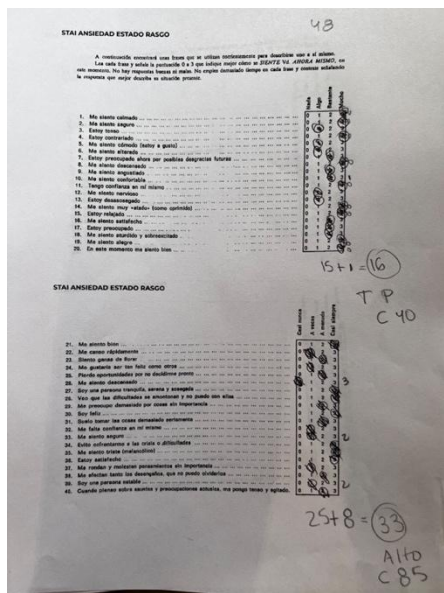 48
STAI ANSIEDAD ESTADO RASGO
A continuación encontrará unas frases que se utilizan corrientemente para describirse uno a sí mismo.
Lea cada frase y señale la puntuación 0 a 3 que indique mejor cómo se SIENTE Vd. AHORA MISMO, en
este momento. No hay respuestas buenas ni malas. No emplee demasiado tiempo en cada frase y conteste señalando
la respuesta que mejor describa su situación presente.
Nada Algo Bastante Mucho
1. Me siento calmado
2. Me siento seguro
3. Estoy tenso
4. Estoy contrariado
5. Me siento cómodo (estoy a gusto)
6. Me siento alterado
7. Estoy preocupado ahora por posibles desgracias futuras
8. Me siento descansado
9. Me siento angustiado
10. Me siento confortable
11. Tengo confianza en mí mismo
12. Me siento nervioso
13. Estoy desasosegado
14. Me siento muy «atado» (como oprimido)
15. Estoy relajado
16. Me siento satisfecho
17. Estoy preocupado
18. Me siento aturdido y sobreexcitado
19. Me siento alegre
20. En este momento me siento bien
15+1=16
T P
C 40
STAI ANSIEDAD ESTADO RASGO
Casi nunca A veces A menudo Casi siempre
21. Me siento bien
22. Me canso rápidamente
23. Siento ganas de llorar
24. Me gustaría ser tan feliz como otros
25. Pierdo oportunidades por no decidirme pronto
26. Me siento descansado
27. Soy una persona tranquila, serena y sosegada
28. Veo que las dificultades se amontonan y no puedo con ellas
29. Me preocupo demasiado por cosas sin importancia
30. Soy feliz
31. Suelo tomar las cosas demasiado seriamente
32. Me falta confianza en mí mismo
33. Me siento seguro
34. Evito enfrentarme a las crisis o dificultades
35. Me siento triste (melancólico)
36. Estoy satisfecho
37. Me rondan y molestan pensamientos sin importancia
38. Me afectan tanto los desengaños, que no puedo olvidarlos
39. Soy una persona estable
40. Cuando pienso sobre asuntos y preocupaciones actuales, me pongo tenso y agitado.
25+8=33
Alto
C 85